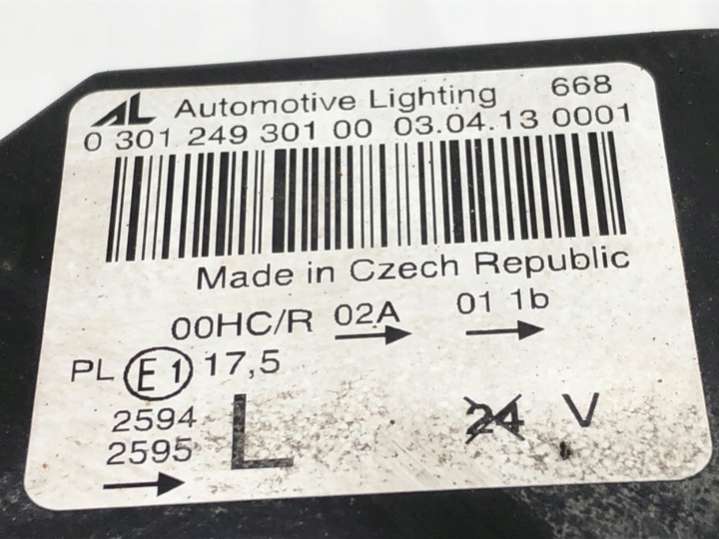 AL Automotive Lighting 668
0 301 249 301 00 03.04.13 0001
Made in Czech Republic
00HC/R 02A 01 1b
PL E1 17,5
2594 L 24 V
2595